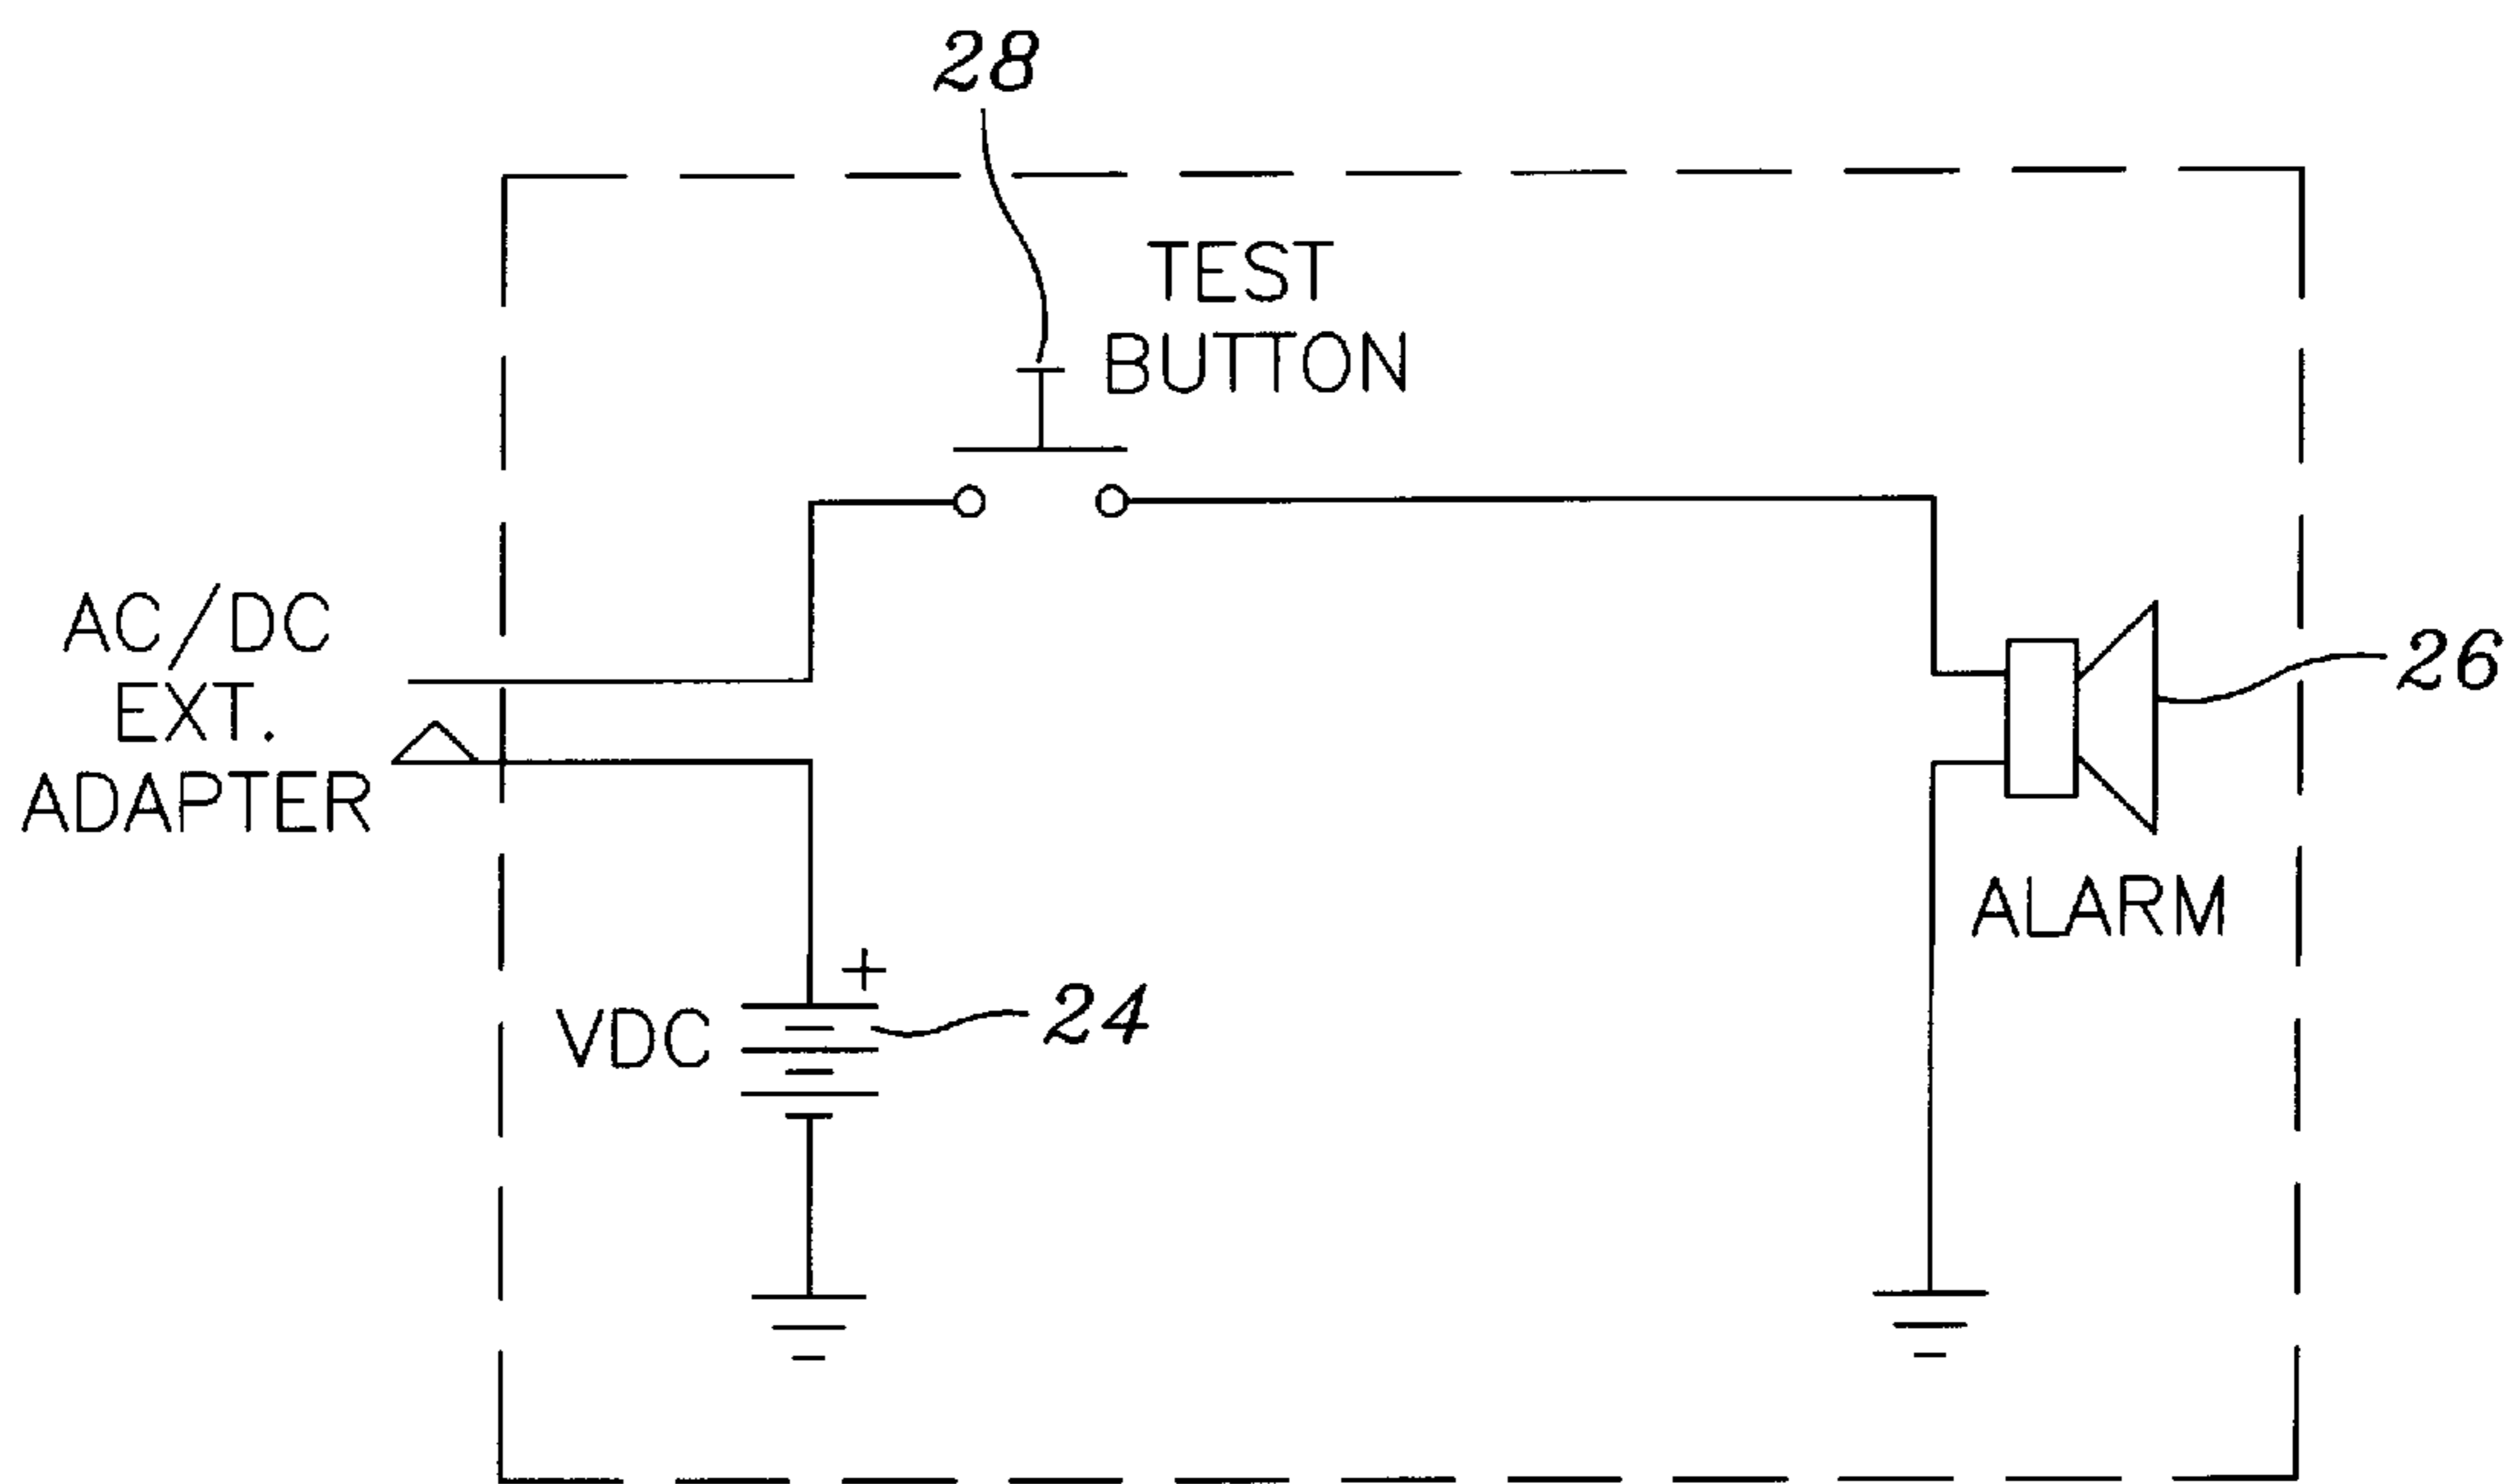 28
TEST
BUTTON
AC/DC
EXT.
ADAPTER
26
ALARM
+
VDC
24